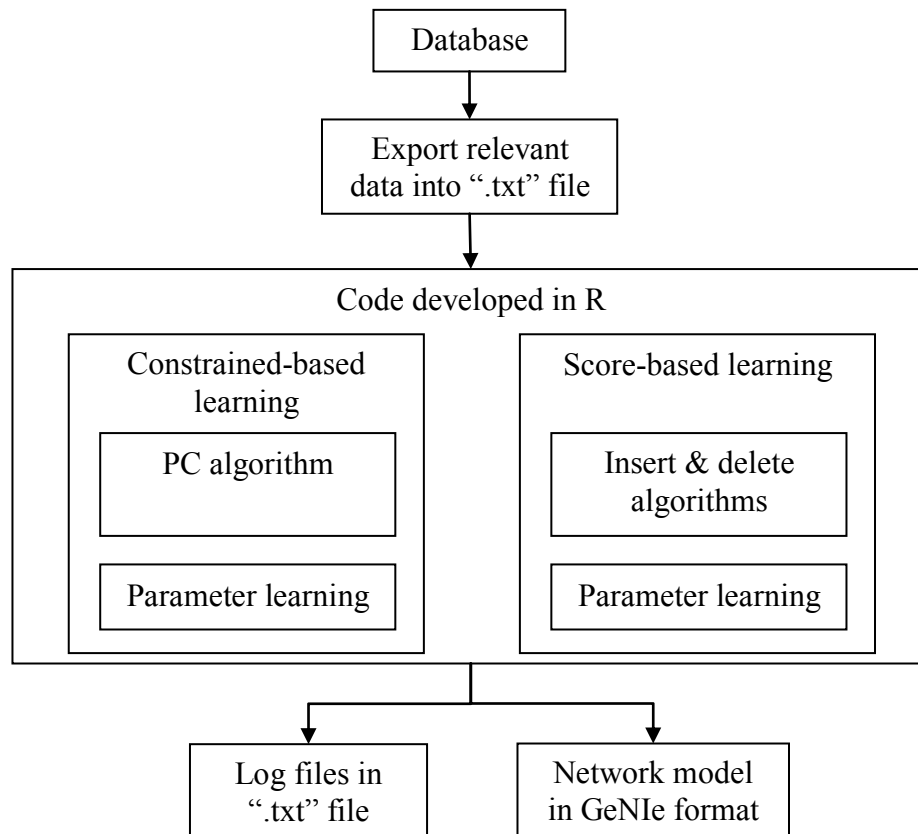 Database
Export relevant
data into “.txt” file
Code developed in R
Constrained-based
learning
PC algorithm
Parameter learning
Score-based learning
Insert & delete
algorithms
Parameter learning
Log files in
“.txt” file
Network model
in GeNIe format